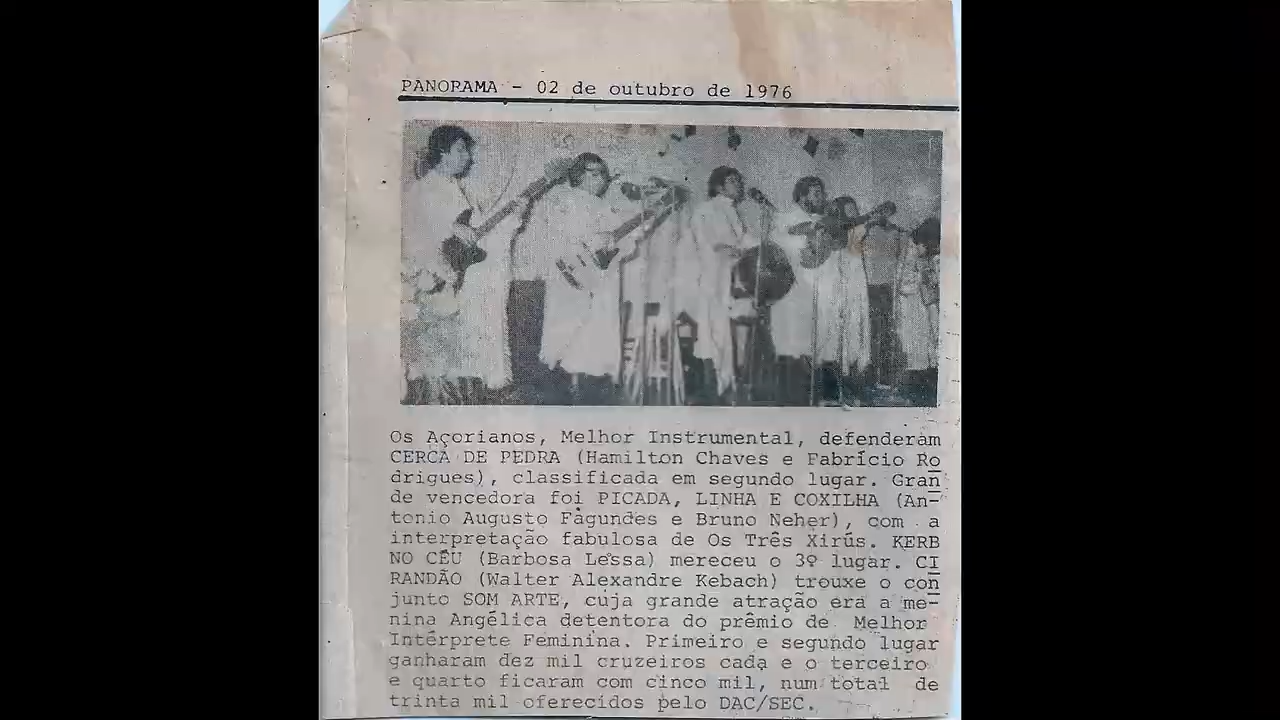 PANORAMA - 02 de outubro de 1976
Os Açorianos, Melhor Instrumental, defenderam
CERCA DE PEDRA (Hamilton Chaves e Fabrício Ro
drigues), classificada em segundo lugar. Gran
de vencedora foi PICADA, LINHA E COXILHA (An-
tonio Augusto Fagundes e Bruno Neher), com a
interpretação fabulosa de Os Três Xirús. KERB
NO CÉU (Barbosa Lessa) mereceu o 3º lugar. CI
RANDÃO (Walter Alexandre Kebach) trouxe o con
junto SOM ARTE, cuja grande atração era a me-
nina Angélica detentora do prêmio de Melhor
Intérprete Feminina. Primeiro e segundo lugar
ganharam dez mil cruzeiros cada e o terceiro
e quarto ficaram com cinco mil, num total de
trinta mil oferecidos pelo DAC/SEC.